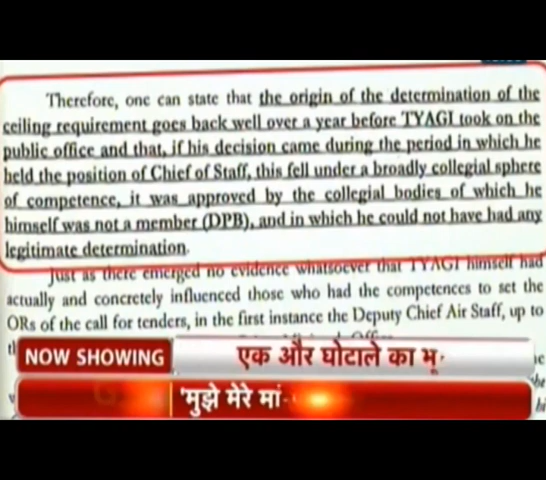 Therefore, one can state that the origin of the determination of the
ceiling requirement goes back well over a year before TYAGI took on the
public office and that, if his decision came during the period in which he
held the position of Chief of Staff, this fell under a broadly collegial sphere
of competence, it was approved by the collegial bodies of which he
himself was not a member (DPB), and in which he could not have had any
legitimate determination.
Just as there emerged no evidence whatsoever that TYAGI himself had
actually and concretely influenced those who had the competences to set the
ORs of the call for tenders, in the first instance the Deputy Chief Air Staff, up to
NOW SHOWING
एक और घोटाले का भू
'मुझे मेरे मां